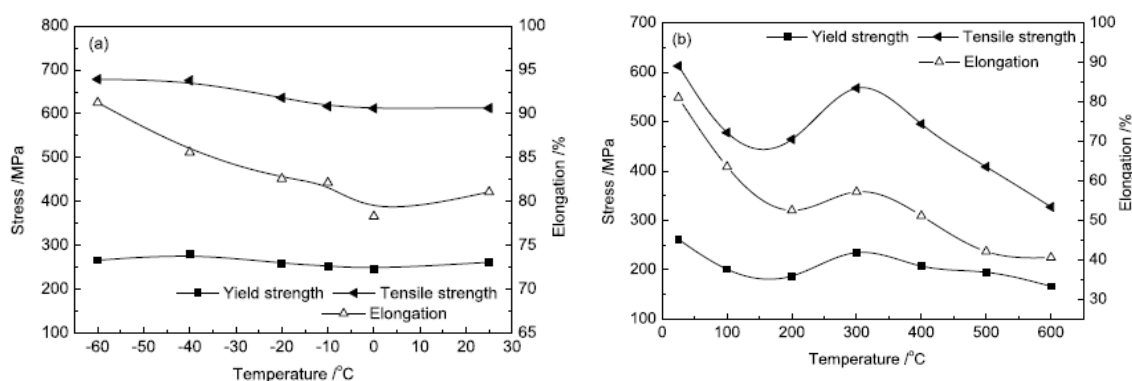 (a)
800
700
600
500
400
300
200
100
Stress /MPa
100
95
90
85
80
75
70
65
Elongation /%
Yield strength
Tensile strength
Elongation
-60 -50 -40 -30 -20 -10 0 10 20 30
Temperature /°C
(b)
700
600
500
400
300
200
100
Stress /MPa
100
90
80
70
60
50
40
30
Elongation /%
Yield strength
Tensile strength
Elongation
0 100 200 300 400 500 600
Temperature /°C